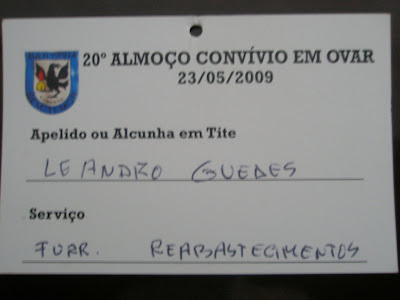 20º ALMOÇO CONVÍVIO EM OVAR
23/05/2009
Apelido ou Alcunha em Tite
LEANDRO GUEDES
Serviço
FURR. REABASTECIMENTOS